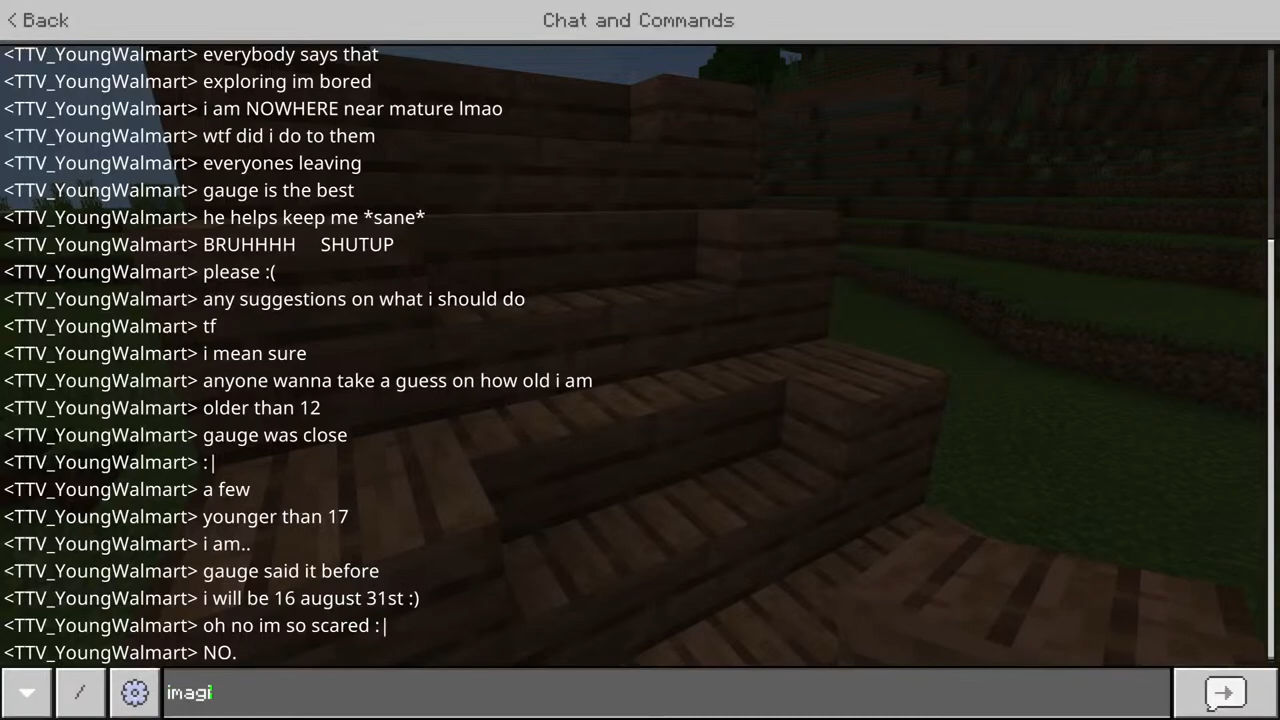 Back
Chat and Commands
<TTV_YoungWalmart> everybody says that
<TTV_YoungWalmart> exploring im bored
<TTV_YoungWalmart> i am NOWHERE near mature lmao
<TTV_YoungWalmart> wtf did i do to them
<TTV_YoungWalmart> everyones leaving
<TTV_YoungWalmart> gauge is the best
<TTV_YoungWalmart> he helps keep me *sane*
<TTV_YoungWalmart> BRUHHHH SHUTUP
<TTV_YoungWalmart> please :(
<TTV_YoungWalmart> any suggestions on what i should do
<TTV_YoungWalmart> tf
<TTV_YoungWalmart> i mean sure
<TTV_YoungWalmart> anyone wanna take a guess on how old i am
<TTV_YoungWalmart> older than 12
<TTV_YoungWalmart> gauge was close
<TTV_YoungWalmart> :|
<TTV_YoungWalmart> a few
<TTV_YoungWalmart> younger than 17
<TTV_YoungWalmart> i am..
<TTV_YoungWalmart> gauge said it before
<TTV_YoungWalmart> i will be 16 august 31st :)
<TTV_YoungWalmart> oh no im so scared :|
<TTV_YoungWalmart> NO.
/
imagi